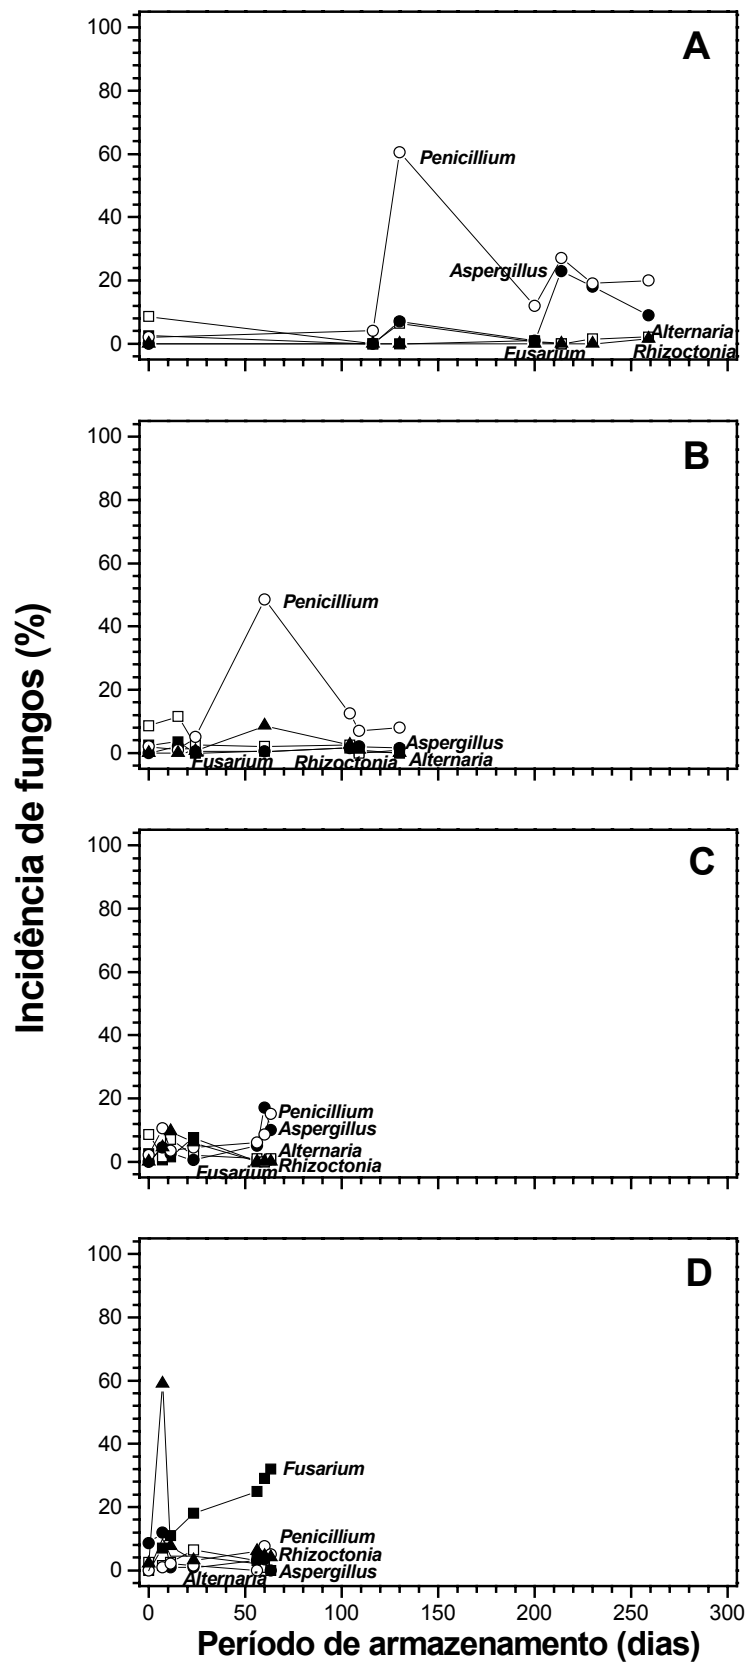 A
100
80
60
40
20
0
Penicillium
Aspergillus
Alternaria
Fusarium
Rhizoctonia
B
100
80
60
40
20
0
Penicillium
Aspergillus
Fusarium
Rhizoctonia
Alternaria
Incidência de fungos (%)
C
100
80
60
40
20
0
Penicillium
Aspergillus
Alternaria
Rhizoctonia
Fusarium
D
100
80
60
40
20
0
Fusarium
Penicillium
Rhizoctonia
Aspergillus
Alternaria
0 50 100 150 200 250 300
Período de armazenamento (dias)